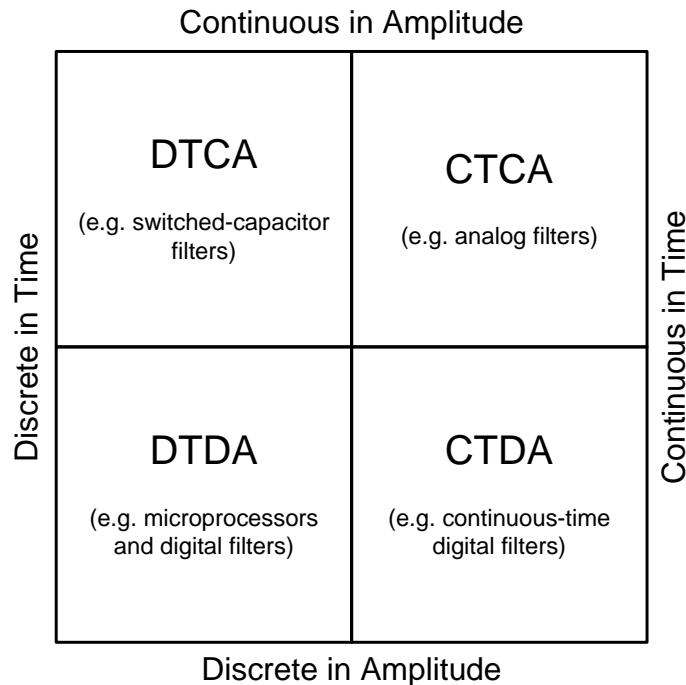 Continuous in Amplitude
Discrete in Time
DTCA
(e.g. switched-capacitor
filters)
CTCA
(e.g. analog filters)
Continuous in Time
DTDA
(e.g. microprocessors
and digital filters)
CTDA
(e.g. continuous-time
digital filters)
Discrete in Amplitude